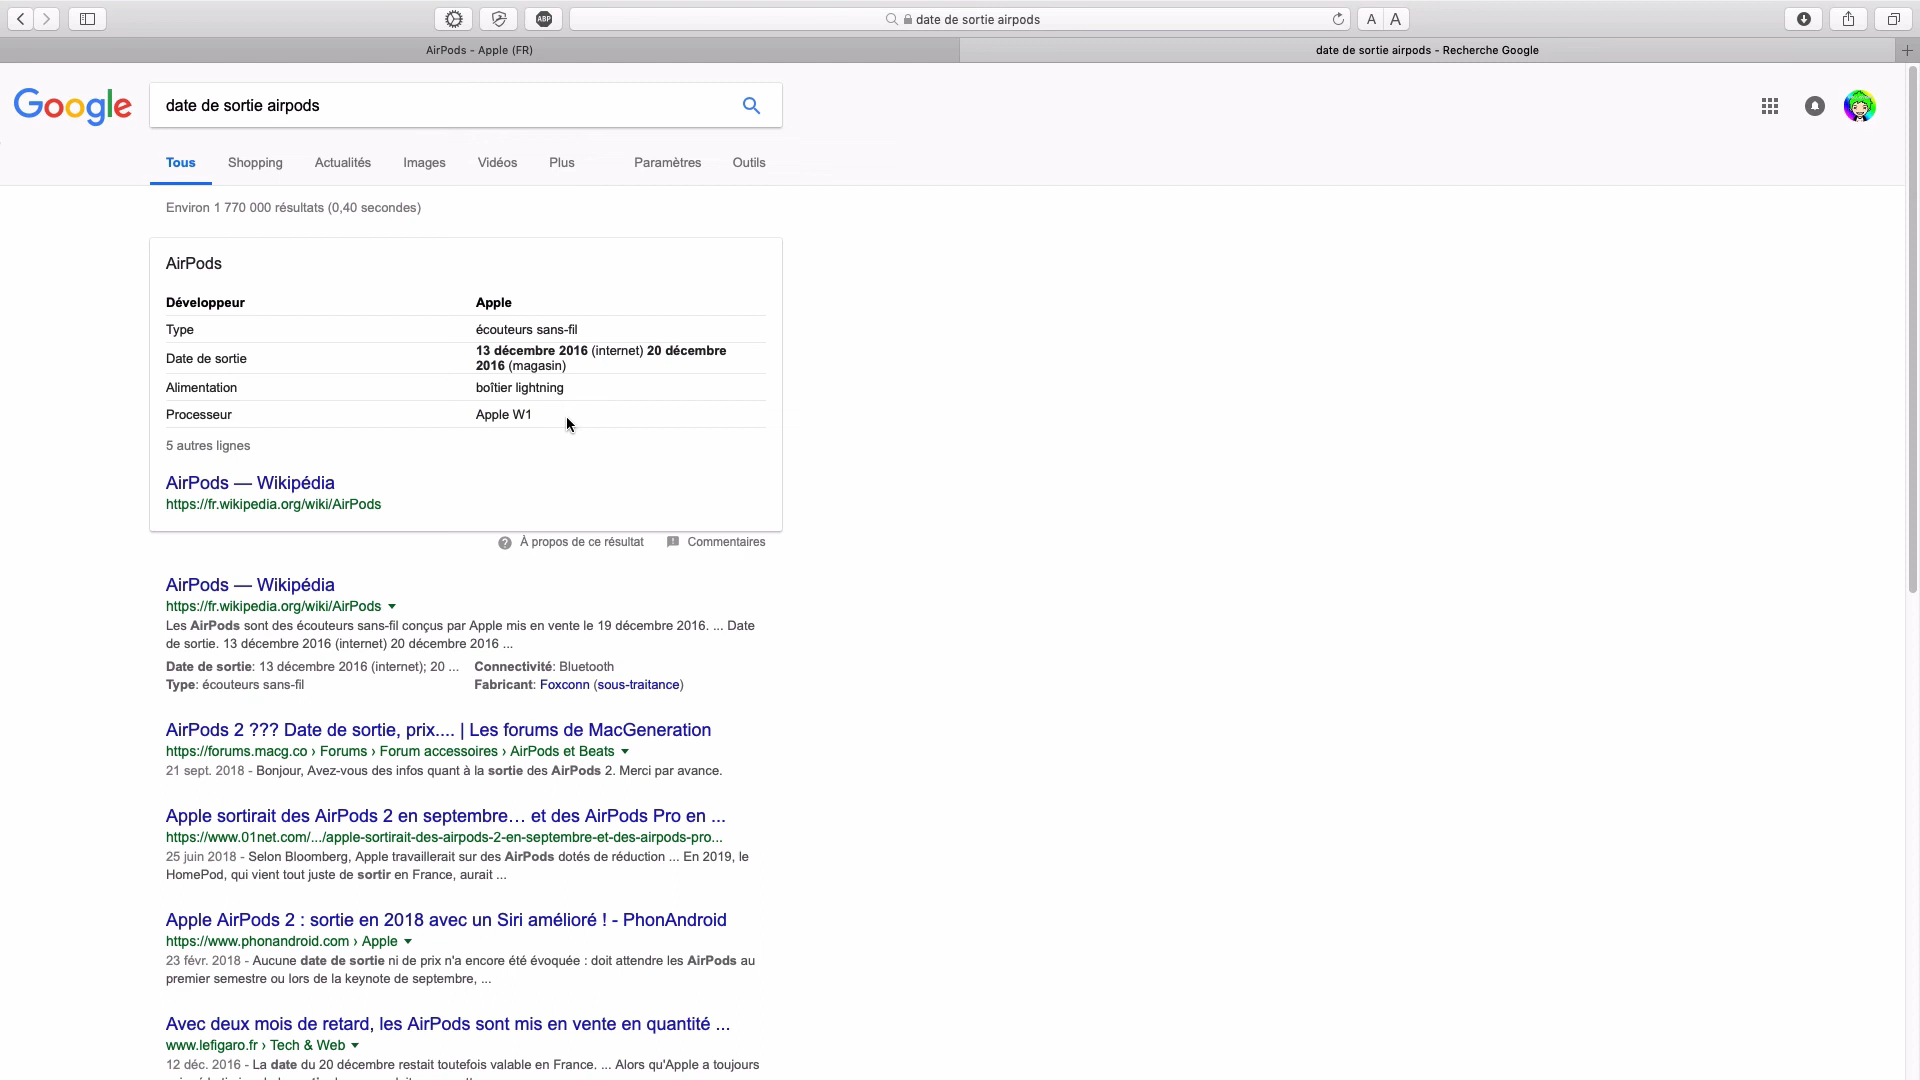 ABP
date de sortie airpods
A A
AirPods - Apple (FR)
date de sortie airpods - Recherche Google
Google
date de sortie airpods
Tous Shopping Actualités Images Vidéos Plus Paramètres Outils
Environ 1 770 000 résultats (0,40 secondes)
AirPods
Développeur Apple
Type écouteurs sans-fil
Date de sortie 13 décembre 2016 (internet) 20 décembre
2016 (magasin)
Alimentation boîtier lightning
Processeur Apple W1
5 autres lignes
AirPods — Wikipédia
https://fr.wikipedia.org/wiki/AirPods
À propos de ce résultat Commentaires
AirPods — Wikipédia
https://fr.wikipedia.org/wiki/AirPods
Les AirPods sont des écouteurs sans-fil conçus par Apple mis en vente le 19 décembre 2016. ... Date
de sortie. 13 décembre 2016 (internet) 20 décembre 2016 ...
Date de sortie: 13 décembre 2016 (internet); 20 ... Connectivité: Bluetooth
Type: écouteurs sans-fil Fabricant: Foxconn (sous-traitance)
AirPods 2 ??? Date de sortie, prix.... | Les forums de MacGeneration
https://forums.macg.co › Forums › Forum accessoires › AirPods et Beats
21 sept. 2018 - Bonjour, Avez-vous des infos quant à la sortie des AirPods 2. Merci par avance.
Apple sortirait des AirPods 2 en septembre… et des AirPods Pro en ...
https://www.01net.com/.../apple-sortirait-des-airpods-2-en-septembre-et-des-airpods-pro...
25 juin 2018 - Selon Bloomberg, Apple travaillerait sur des AirPods dotés de réduction ... En 2019, le
HomePod, qui vient tout juste de sortir en France, aurait ...
Apple AirPods 2 : sortie en 2018 avec un Siri amélioré ! - PhonAndroid
https://www.phonandroid.com › Apple
23 févr. 2018 - Aucune date de sortie ni de prix n'a encore été évoquée : doit attendre les AirPods au
premier semestre ou lors de la keynote de septembre, ...
Avec deux mois de retard, les AirPods sont mis en vente en quantité ...
www.lefigaro.fr › Tech & Web
12 déc. 2016 - La date du 20 décembre restait toutefois valable en France. ... Alors qu'Apple a toujours